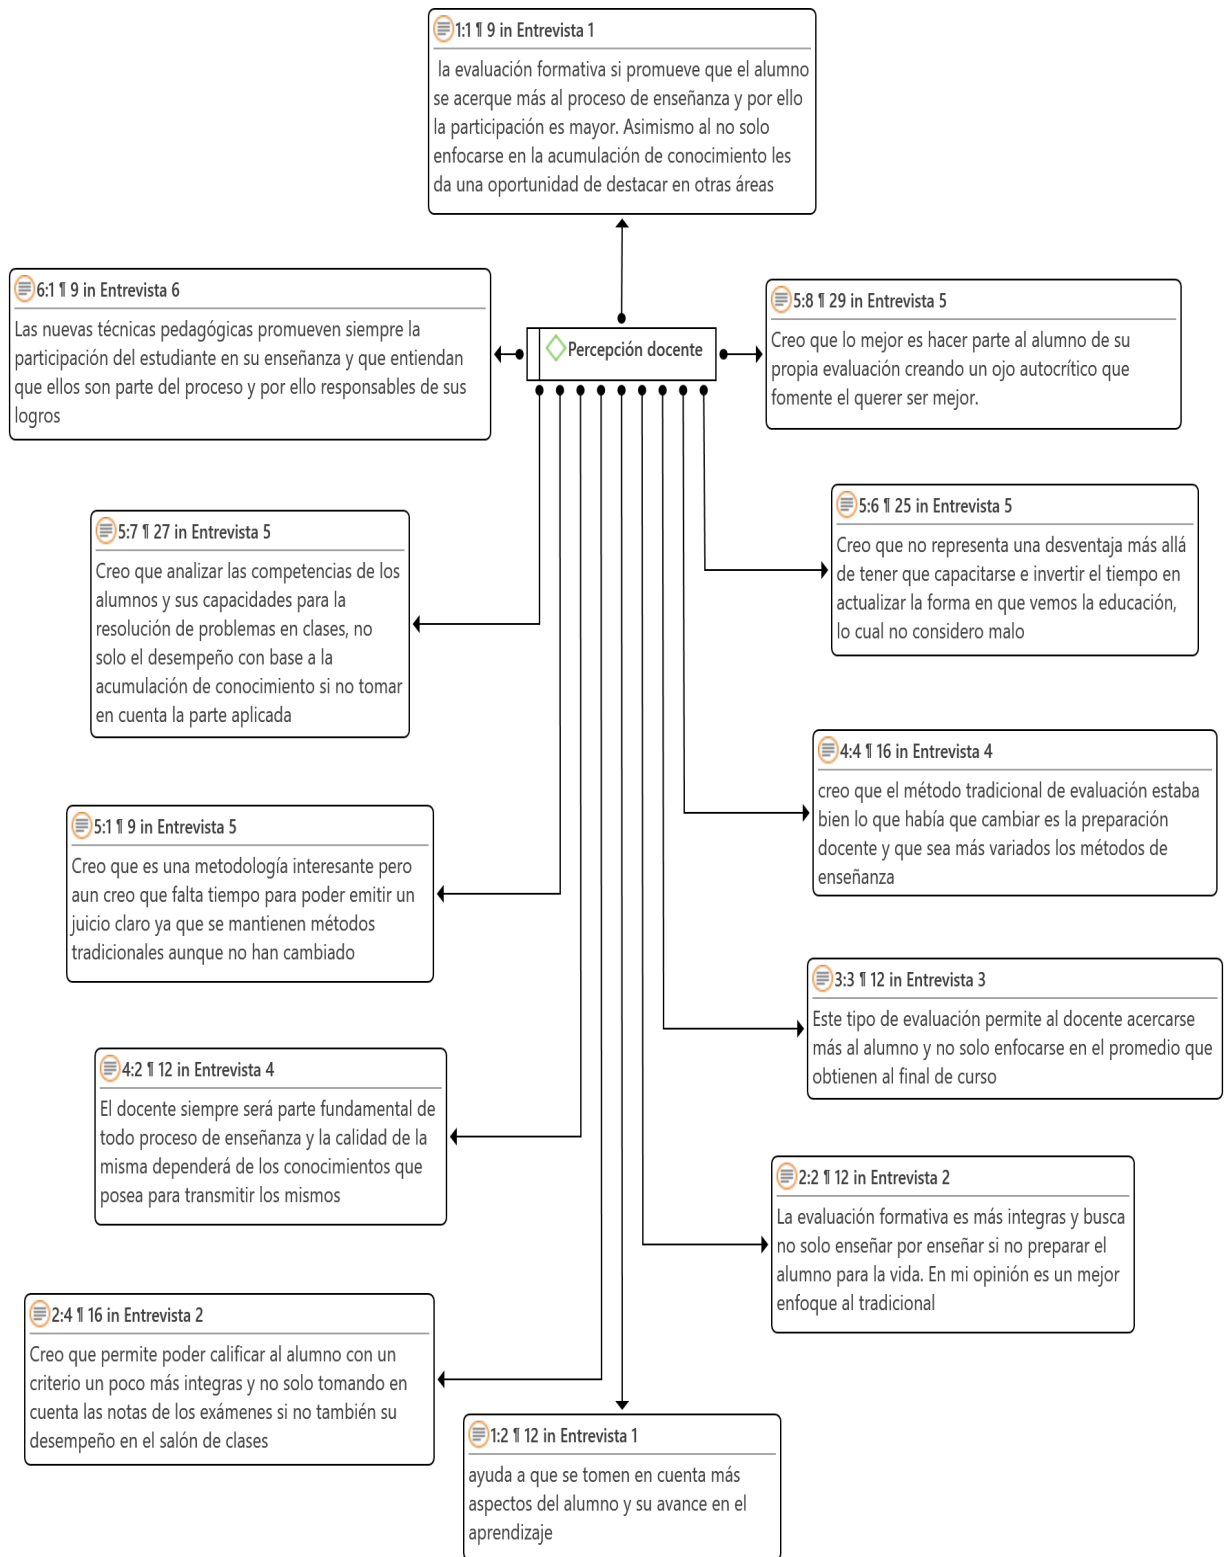 1:1 ¶ 9 in Entrevista 1
la evaluación formativa si promueve que el alumno
se acerque más al proceso de enseñanza y por ello
la participación es mayor. Asimismo al no solo
enfocarse en la acumulación de conocimiento les
da una oportunidad de destacar en otras áreas
6:1 ¶ 9 in Entrevista 6
Las nuevas técnicas pedagógicas promueven siempre la
participación del estudiante en su enseñanza y que entiendan
que ellos son parte del proceso y por ello responsables de sus
logros
Percepción docente
5:8 ¶ 29 in Entrevista 5
Creo que lo mejor es hacer parte al alumno de su
propia evaluación creando un ojo autocrítico que
fomente el querer ser mejor.
5:7 ¶ 27 in Entrevista 5
Creo que analizar las competencias de los
alumnos y sus capacidades para la
resolución de problemas en clases, no
solo el desempeño con base a la
acumulación de conocimiento si no tomar
en cuenta la parte aplicada
5:6 ¶ 25 in Entrevista 5
Creo que no representa una desventaja más allá
de tener que capacitarse e invertir el tiempo en
actualizar la forma en que vemos la educación,
lo cual no considero malo
4:4 ¶ 16 in Entrevista 4
creo que el método tradicional de evaluación estaba
bien lo que había que cambiar es la preparación
docente y que sea más variados los métodos de
enseñanza
5:1 ¶ 9 in Entrevista 5
Creo que es una metodología interesante pero
aun creo que falta tiempo para poder emitir un
juicio claro ya que se mantienen métodos
tradicionales aunque no han cambiado
3:3 ¶ 12 in Entrevista 3
Este tipo de evaluación permite al docente acercarse
más al alumno y no solo enfocarse en el promedio que
obtienen al final de curso
4:2 ¶ 12 in Entrevista 4
El docente siempre será parte fundamental de
todo proceso de enseñanza y la calidad de la
misma dependerá de los conocimientos que
posea para transmitir los mismos
2:2 ¶ 12 in Entrevista 2
La evaluación formativa es más integras y busca
no solo enseñar por enseñar si no preparar el
alumno para la vida. En mi opinión es un mejor
enfoque al tradicional
2:4 ¶ 16 in Entrevista 2
Creo que permite poder calificar al alumno con un
criterio un poco más integras y no solo tomando en
cuenta las notas de los exámenes si no también su
desempeño en el salón de clases
1:2 ¶ 12 in Entrevista 1
ayuda a que se tomen en cuenta más
aspectos del alumno y su avance en el
aprendizaje